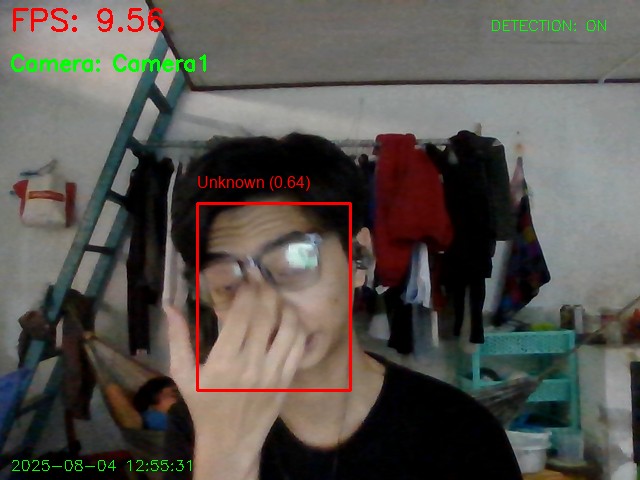 FPS: 9.56
DETECTION: ON
Camera: Camera1
Unknown (0.64)
2025-08-04 12:55:31